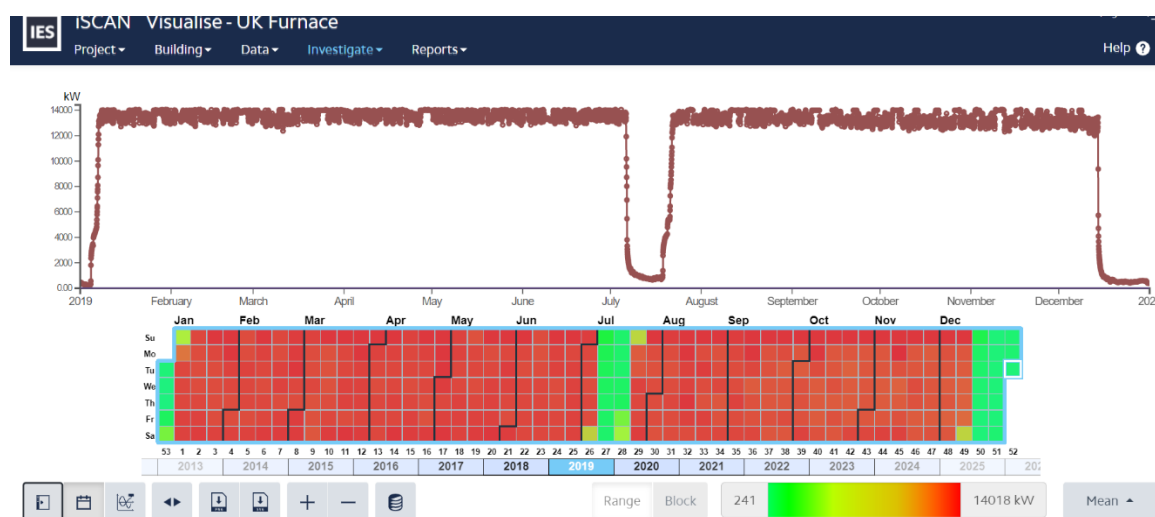 IES
iSCAN Visualise - UK Furnace
Project Building Data Investigate Reports Help ?
kW
14000
12000
10000
8000
6000
4000
2000
0.00
2019 February March April May June July August September October November December 202
Jan Feb Mar Apr May Jun Jul Aug Sep Oct Nov Dec
Su
Mo
Tu
We
Th
Fr
Sa
53 1 2 3 4 5 6 7 8 9 10 11 12 13 14 15 16 17 18 19 20 21 22 23 24 25 26 27 28 29 30 31 32 33 34 35 36 37 38 39 40 41 42 43 44 45 46 47 48 49 50 51 52
2013 2014 2015 2016 2017 2018 2019 2020 2021 2022 2023 2024 2025 202
Range Block 241 14018 kW Mean